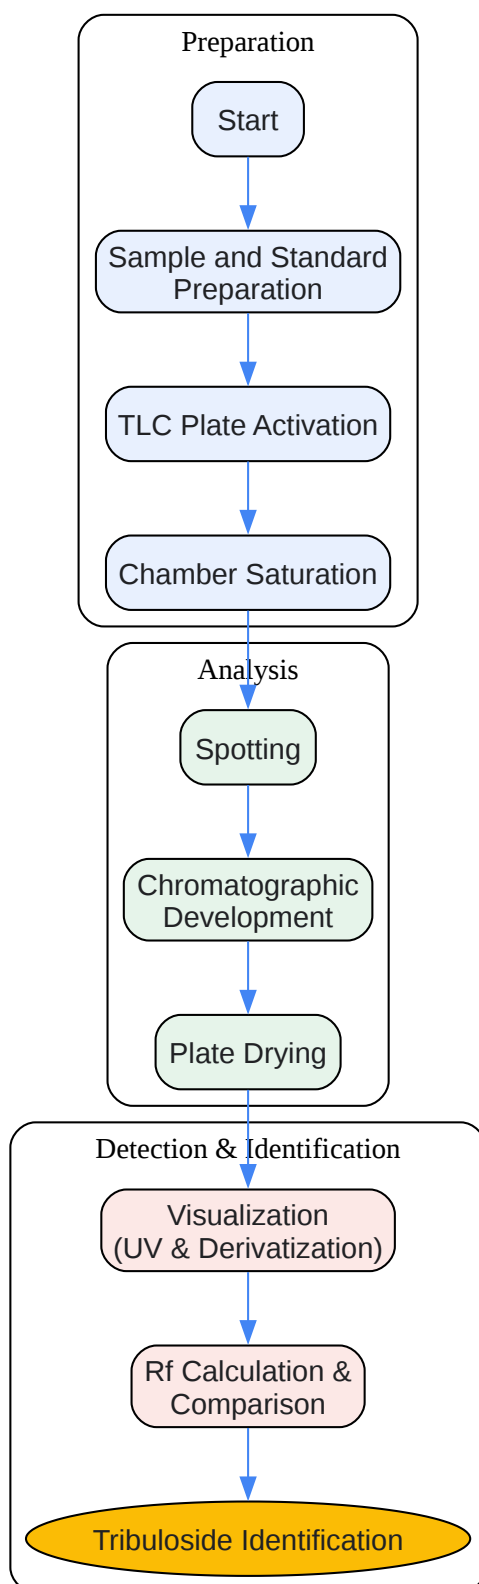 Preparation
Start
Sample and Standard
Preparation
TLC Plate Activation
Chamber Saturation
Analysis
Spotting
Chromatographic
Development
Plate Drying
Detection & Identification
Visualization
(UV & Derivatization)
Rf Calculation &
Comparison
Tribuloside Identification